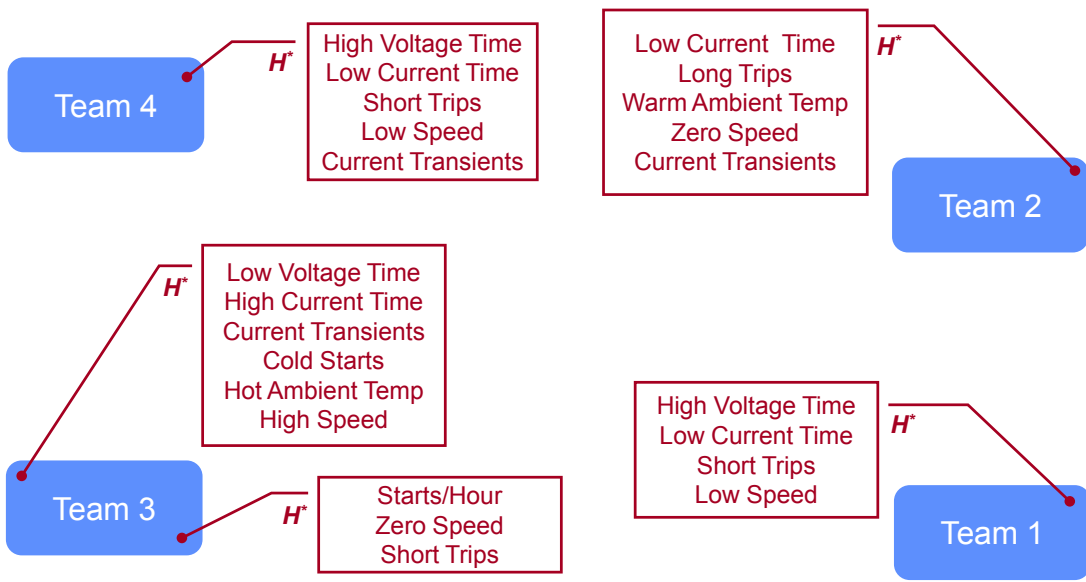 Team 4
H*
High Voltage Time
Low Current Time
Short Trips
Low Speed
Current Transients
Low Current Time
Long Trips
Warm Ambient Temp
Zero Speed
Current Transients
H*
Team 2
H*
Low Voltage Time
High Current Time
Current Transients
Cold Starts
Hot Ambient Temp
High Speed
Team 3
H*
Starts/Hour
Zero Speed
Short Trips
High Voltage Time
Low Current Time
Short Trips
Low Speed
H*
Team 1